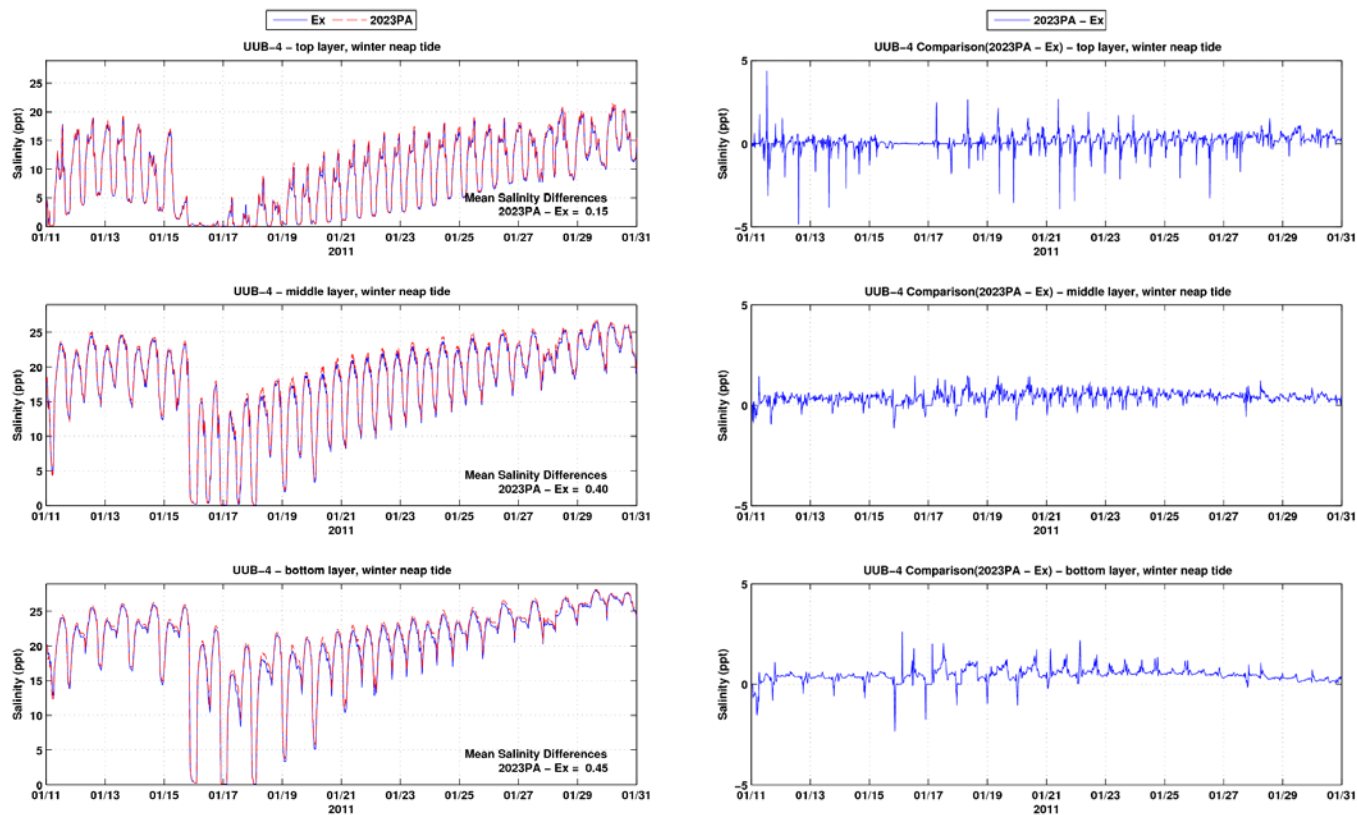 Ex 2023PA
UUB-4 - top layer, winter neap tide
Salinity (ppt)
25
20
15
10
5
0
Mean Salinity Differences
2023PA - Ex = 0.15
01/11 01/13 01/15 01/17 01/19 01/21 01/23 01/25 01/27 01/29 01/31
2011
2023PA - Ex
UUB-4 Comparison(2023PA - Ex) - top layer, winter neap tide
Salinity (ppt)
5
0
-5
01/11 01/13 01/15 01/17 01/19 01/21 01/23 01/25 01/27 01/29 01/31
2011
UUB-4 - middle layer, winter neap tide
Salinity (ppt)
25
20
15
10
5
0
Mean Salinity Differences
2023PA - Ex = 0.40
01/11 01/13 01/15 01/17 01/19 01/21 01/23 01/25 01/27 01/29 01/31
2011
UUB-4 Comparison(2023PA - Ex) - middle layer, winter neap tide
Salinity (ppt)
5
0
-5
01/11 01/13 01/15 01/17 01/19 01/21 01/23 01/25 01/27 01/29 01/31
2011
UUB-4 - bottom layer, winter neap tide
Salinity (ppt)
25
20
15
10
5
0
Mean Salinity Differences
2023PA - Ex = 0.45
01/11 01/13 01/15 01/17 01/19 01/21 01/23 01/25 01/27 01/29 01/31
2011
UUB-4 Comparison(2023PA - Ex) - bottom layer, winter neap tide
Salinity (ppt)
5
0
-5
01/11 01/13 01/15 01/17 01/19 01/21 01/23 01/25 01/27 01/29 01/31
2011